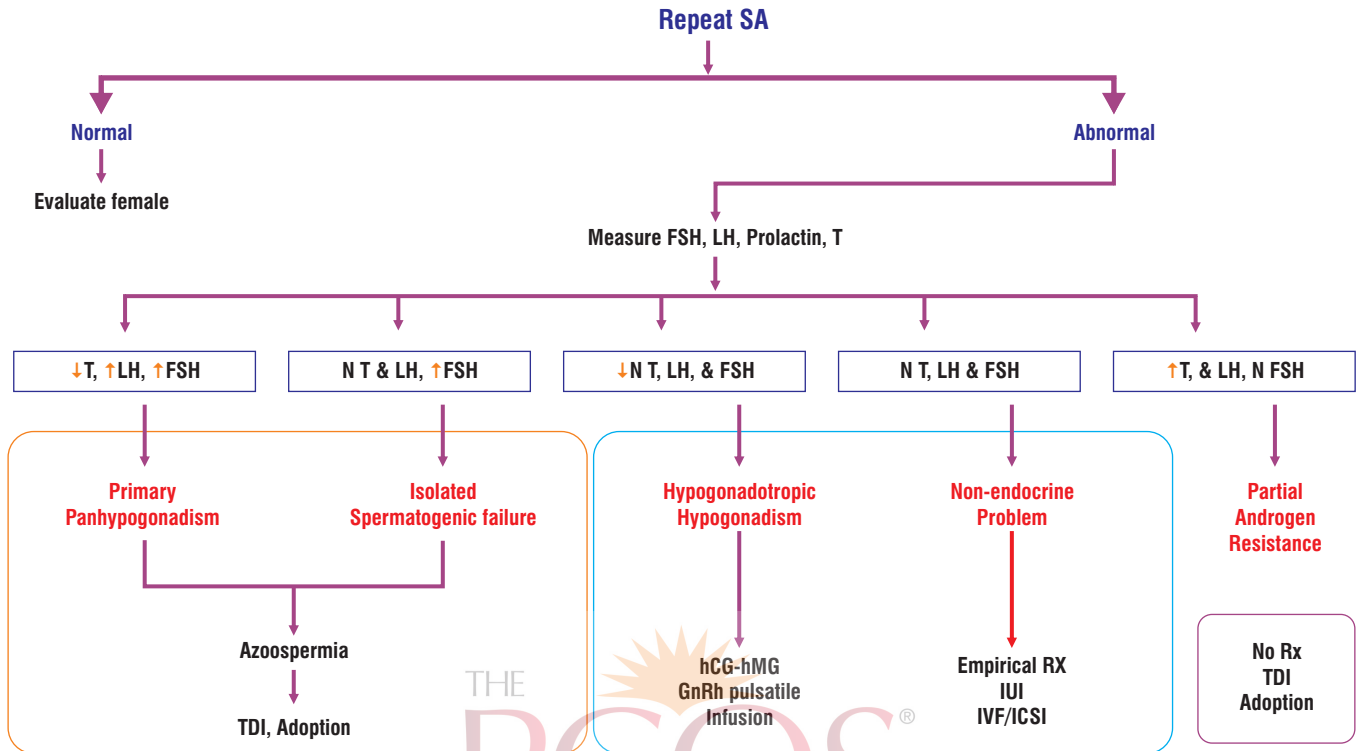 Repeat SA
Normal
Abnormal
Evaluate female
Measure FSH, LH, Prolactin, T
↓T, ↑LH, ↑FSH
N T & LH, ↑FSH
↓N T, LH, & FSH
N T, LH & FSH
↑T, & LH, N FSH
Primary
Panhypogonadism
Isolated
Spermatogenic failure
Hypogonadotropic
Hypogonadism
Non-endocrine
Problem
Partial
Androgen
Resistance
Azoospermia
TDI, Adoption
hCG-hMG
GnRh pulsatile
Infusion
Empirical RX
IUI
IVF/ICSI
No Rx
TDI
Adoption
THE
PCOS®